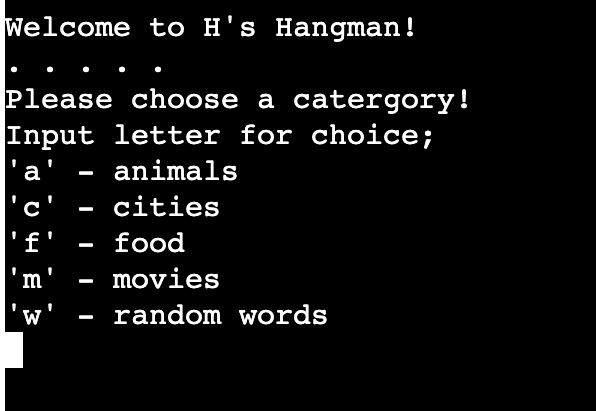 Welcome to H's Hangman!
. . . . .
Please choose a catergory!
Input letter for choice;
'a' - animals
'c' - cities
'f' - food
'm' - movies
'w' - random words